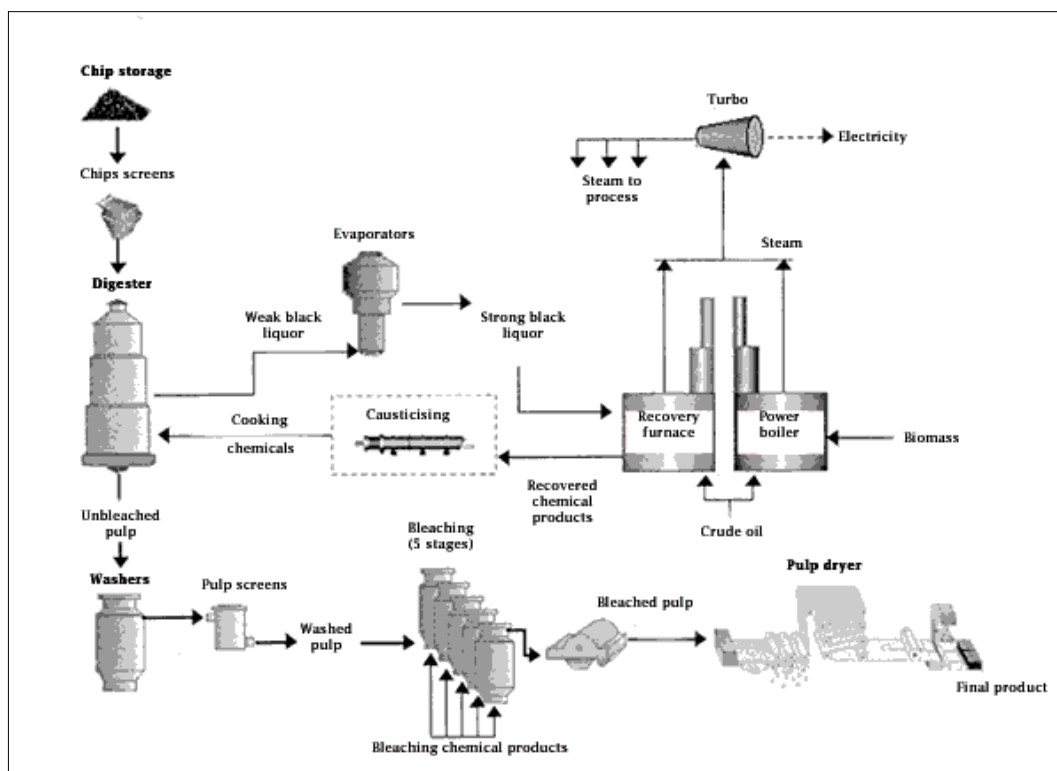 Chip storage
Chips screens
Digester
Evaporators
Weak black
liquor
Strong black
liquor
Turbo
Electricity
Steam to
process
Steam
Recovery
furnace
Power
boiler
Biomass
Crude oil
Causticising
Cooking
chemicals
Recovered
chemical
products
Unbleached
pulp
Washers
Pulp screens
Washed
pulp
Bleaching
(5 stages)
Bleaching chemical products
Bleached pulp
Pulp dryer
Final product